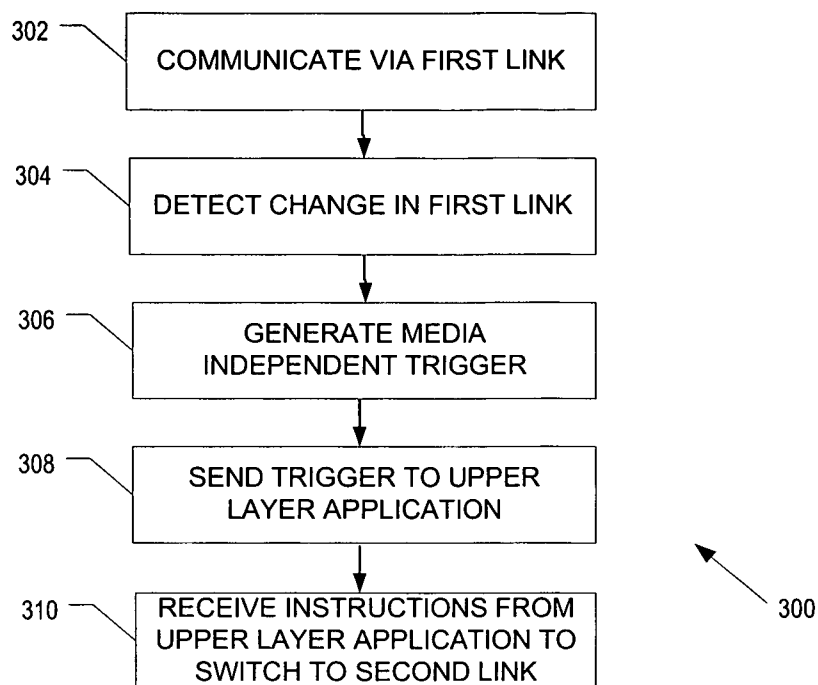 302
COMMUNICATE VIA FIRST LINK
304
DETECT CHANGE IN FIRST LINK
306
GENERATE MEDIA
INDEPENDENT TRIGGER
308
SEND TRIGGER TO UPPER
LAYER APPLICATION
310
RECEIVE INSTRUCTIONS FROM
UPPER LAYER APPLICATION TO
SWITCH TO SECOND LINK
300